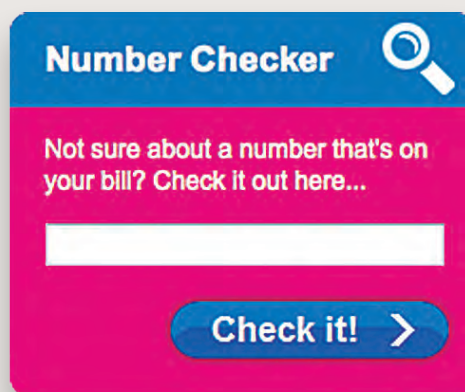 Number Checker
Not sure about a number that's on
your bill? Check it out here...
Check it!